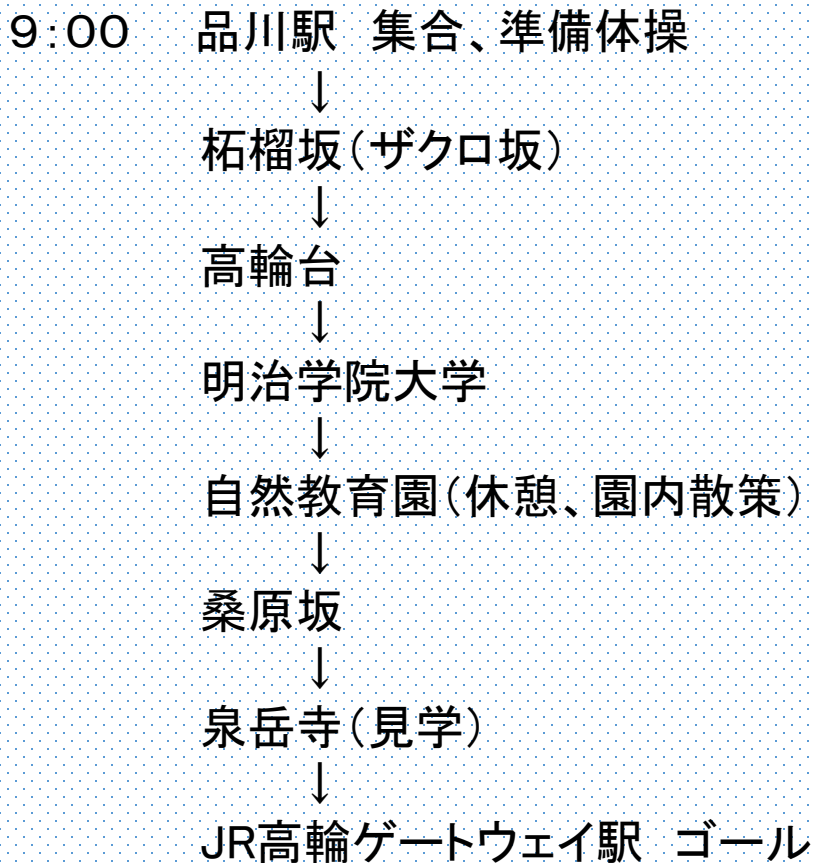 9:00 品川駅 集合、準備体操
↓
柘榴坂(ザクロ坂)
↓
高輪台
↓
明治学院大学
↓
自然教育園(休憩、園内散策)
↓
桑原坂
↓
泉岳寺(見学)
↓
JR高輪ゲートウェイ駅 ゴール